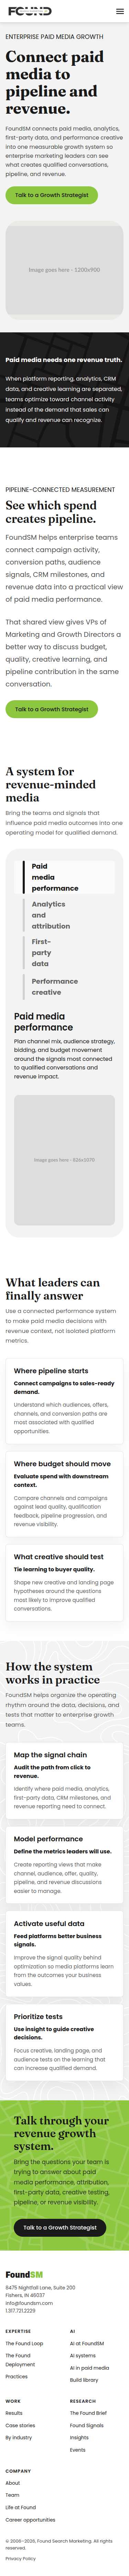 FOUND
ENTERPRISE PAID MEDIA GROWTH
Connect paid
media to
pipeline and
revenue.
FoundSM connects paid media, analytics,
first-party data, and performance creative
into one measurable growth system so
enterprise marketing leaders can see
what creates qualified conversations,
pipeline, and revenue.
Talk to a Growth Strategist
Image goes here - 1200x900
Paid media needs one revenue truth.
When platform reporting, analytics, CRM
data, and creative learning are separated,
teams optimize toward channel activity
instead of the demand that sales can
qualify and revenue can recognize.
PIPELINE-CONNECTED MEASUREMENT
See which spend
creates pipeline.
FoundSM helps enterprise teams
connect campaign activity,
conversion paths, audience
signals, CRM milestones, and
revenue data into a practical view
of paid media performance.
That shared view gives VPs of
Marketing and Growth Directors a
better way to discuss budget,
quality, creative learning, and
pipeline impact in the same
conversation.
Talk to a Growth Strategist
A system for
revenue-minded
media
Bring the teams and signals that
influence paid media outcomes into one
operating model for qualified demand.
Paid
media
performance
Analytics
and
attribution
First-
party
data
Performance
creative
Paid media
performance
Plan channel mix, audience strategy,
bidding, and budget movement
around the signals most connected
to qualified conversations and
revenue impact.
What leaders can
finally answer
Use a connected performance system
to make paid media decisions with
revenue context, not isolated platform
metrics.
Where pipeline starts
Connect campaigns to sales-ready
demand.
Understand which audiences, offers,
channels, and conversion paths are
most associated with qualified
opportunities.
Where budget should move
Evaluate spend with downstream
context.
Compare channels and campaigns
against lead quality, qualification
feedback, pipeline progression, and
revenue visibility.
What creative should test
Tie learning to buyer quality.
Shape new creative and landing page
hypotheses around the questions
most likely to improve qualified
conversations.
How the system
works in practice
FoundSM helps organize the operating
rhythm around the data, decisions, and
tests that matter to enterprise growth
teams.
Map the signal chain
Audit the path from click to
revenue.
Identify where paid media, analytics,
first-party data, CRM milestones, and
revenue reporting need to connect.
Model performance
Define the metrics leaders will use.
Create reporting views that make
channel, audience, offer, quality,
pipeline, and revenue discussions
easier to manage.
Activate useful data
Feed platforms better business
signals.
Improve the signal quality behind
optimization so media platforms learn
from the outcomes your business
values.
Prioritize tests
Use insight to guide creative
decisions.
Focus creative, landing page, and
audience tests on the learning that
can increase qualified demand.
Talk through your
revenue growth
system.
Bring the questions your team is
trying to answer about paid
media performance, attribution,
first-party data, creative testing,
pipeline, or revenue visibility.
Talk to a Growth Strategist
FoundSM
8475 Nightfall Lane, Suite 200
Fishers, IN 46037
info@foundsm.com
1.317.721.2229
EXPERTISE
The Found Loop
The Found
Deployment
Practices
AI
AI at FoundSM
AI systems
AI in paid media
Build library
WORK
Results
Case stories
By industry
RESEARCH
The Found Brief
Found Signals
Insights
Events
COMPANY
About
Team
Life at Found
Career opportunities
© 2008–2026, Found Search Marketing. All rights
reserved.
Privacy Policy